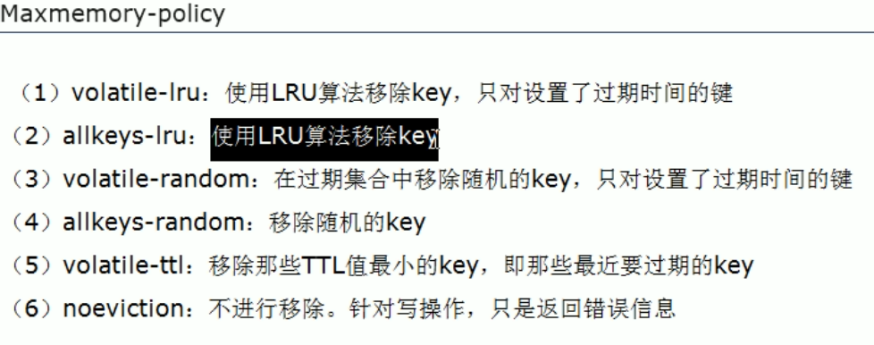 Maxmemory-policy
（1）volatile-lru：使用LRU算法移除key，只对设置了过期时间的键
（2）allkeys-lru：使用LRU算法移除key
（3）volatile-random：在过期集合中移除随机的key，只对设置了过期时间的键
（4）allkeys-random：移除随机的key
（5）volatile-ttl：移除那些TTL值最小的key，即那些最近要过期的key
（6）noeviction：不进行移除。针对写操作，只是返回错误信息